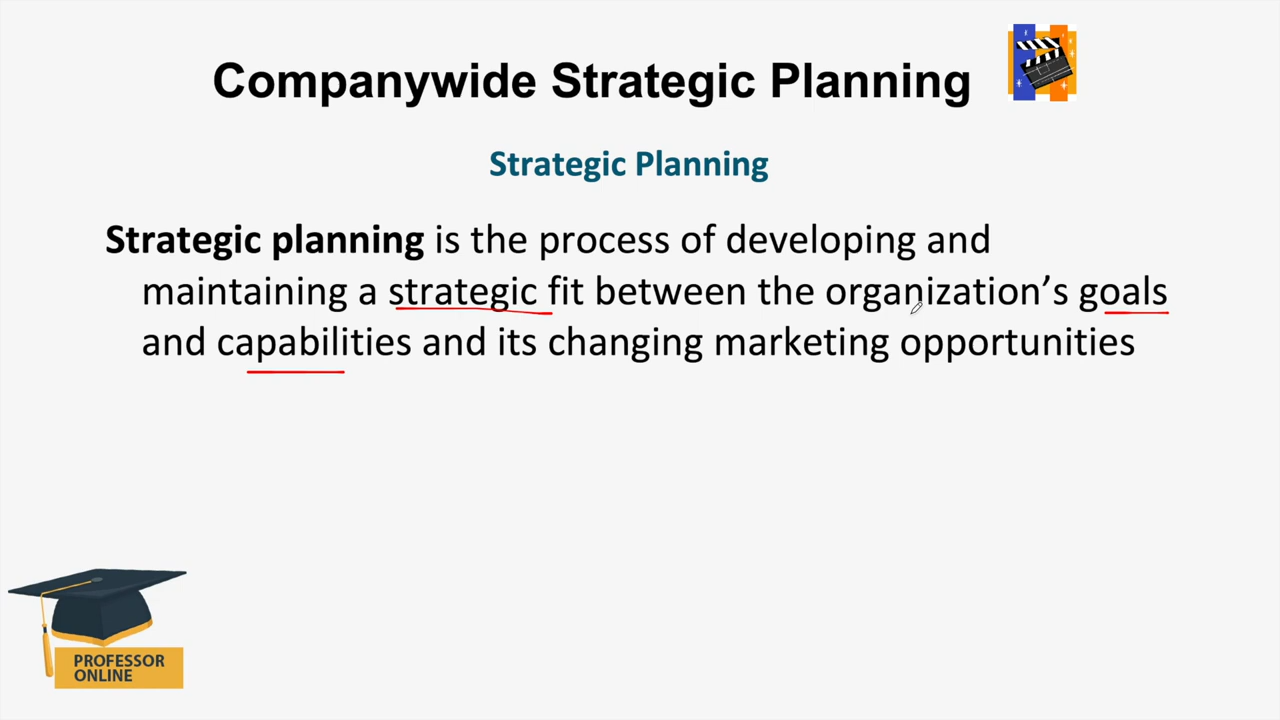 Companywide Strategic Planning
Strategic Planning
Strategic planning is the process of developing and
maintaining a strategic fit between the organization’s goals
and capabilities and its changing marketing opportunities
PROFESSOR
ONLINE